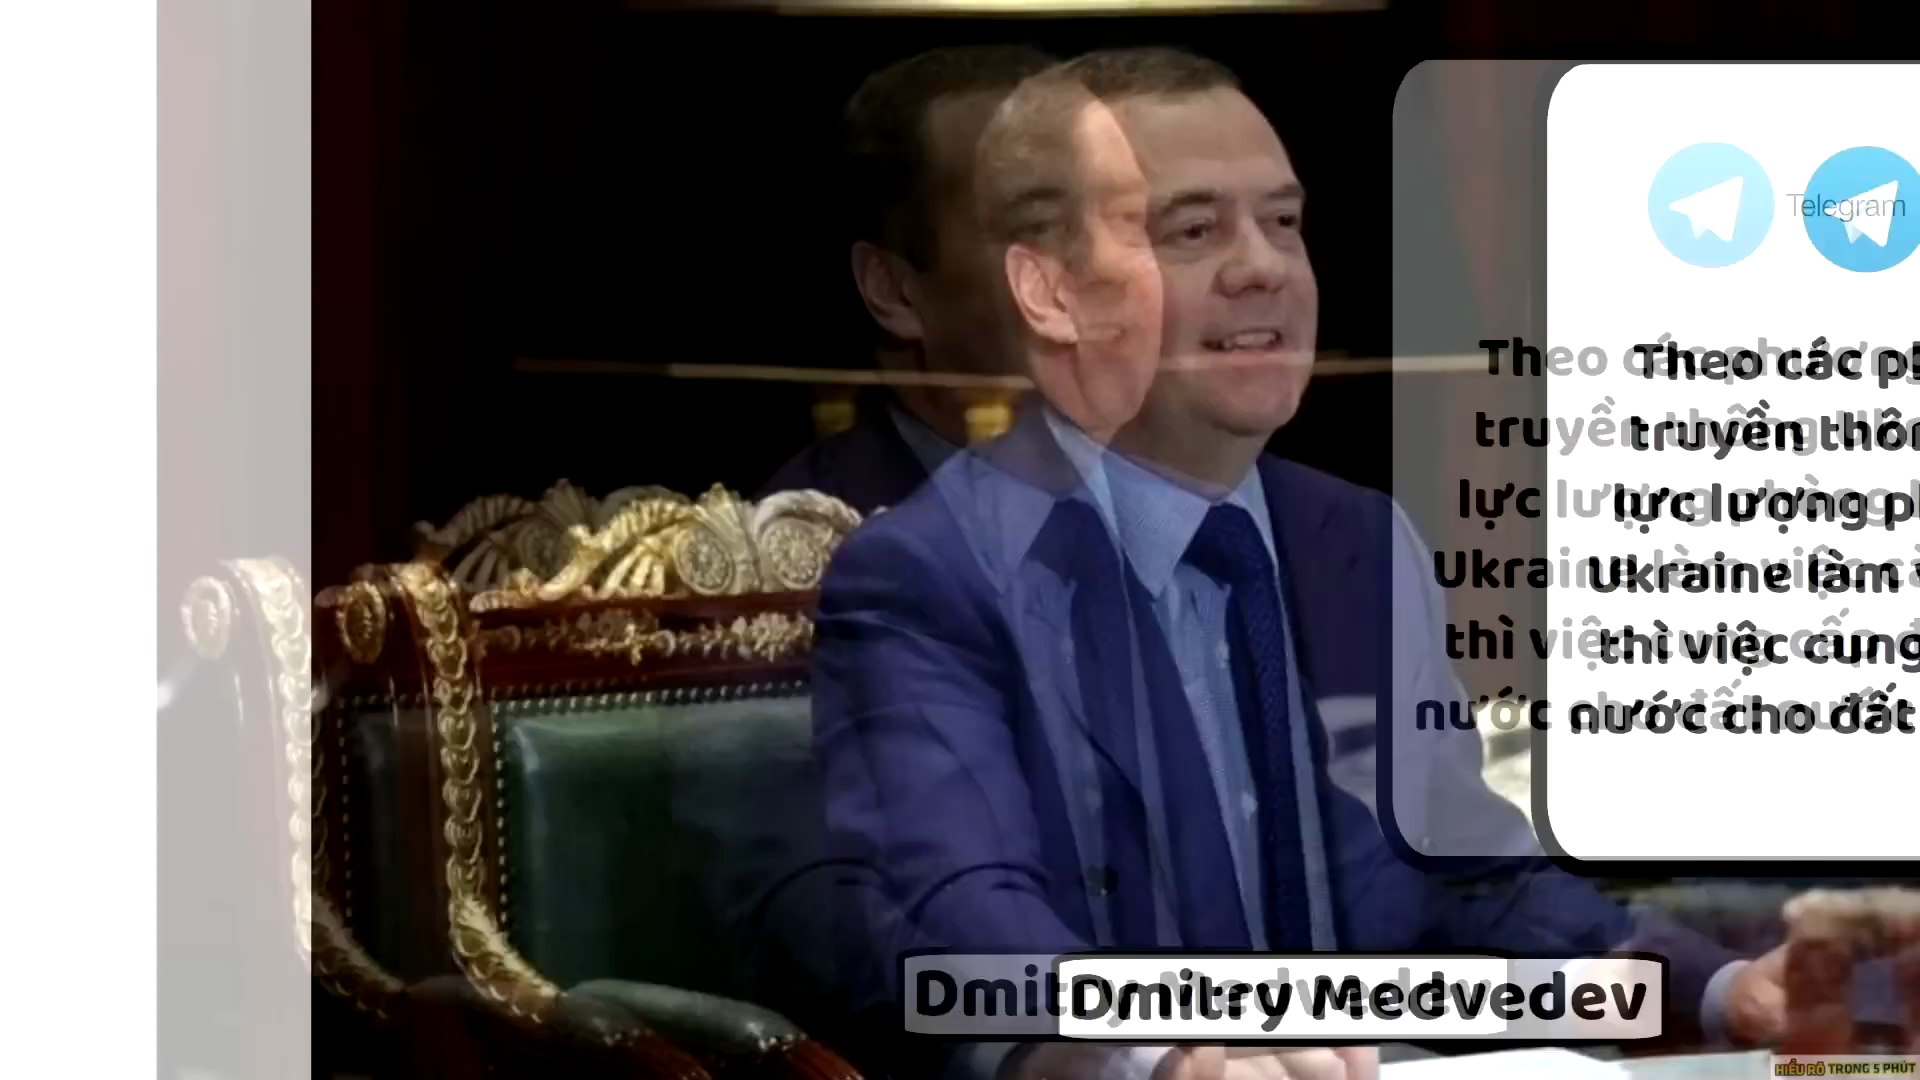 Telegram
Theo các
truyền
lực lượng
Ukraine làm
thì việc cung
nước cho đất
Dmitry Medvedev
HIỂU RÕ TRONG 5 PHÚT